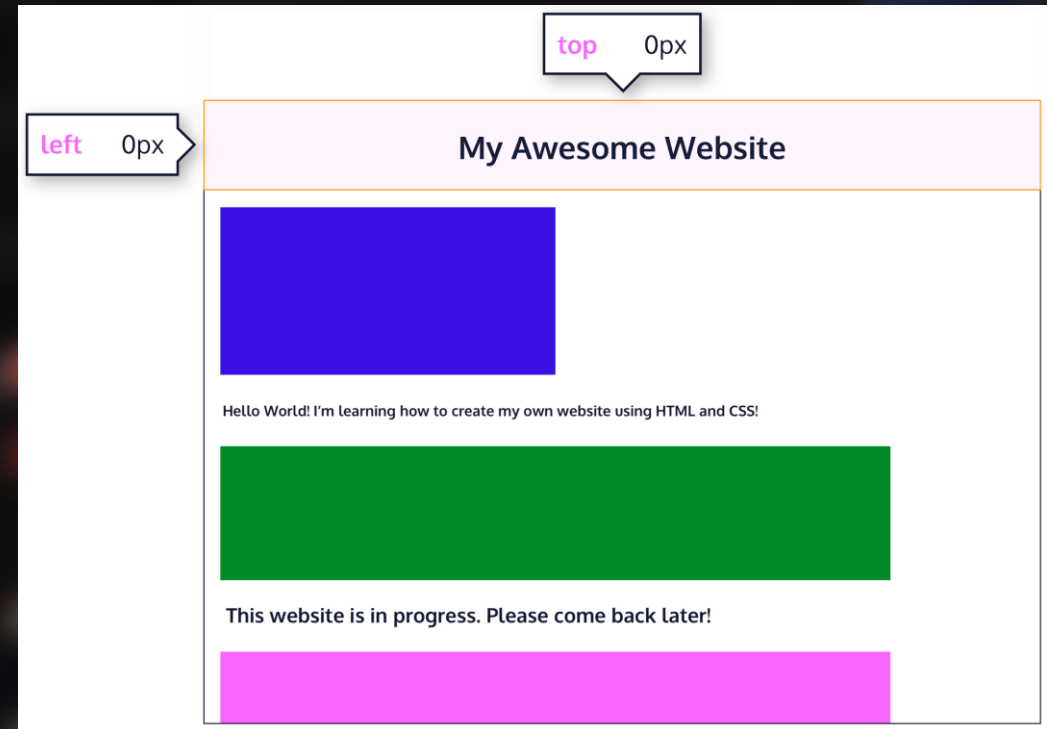 top 0px
left 0px
My Awesome Website
Hello World! I’m learning how to create my own website using HTML and CSS!
This website is in progress. Please come back later!